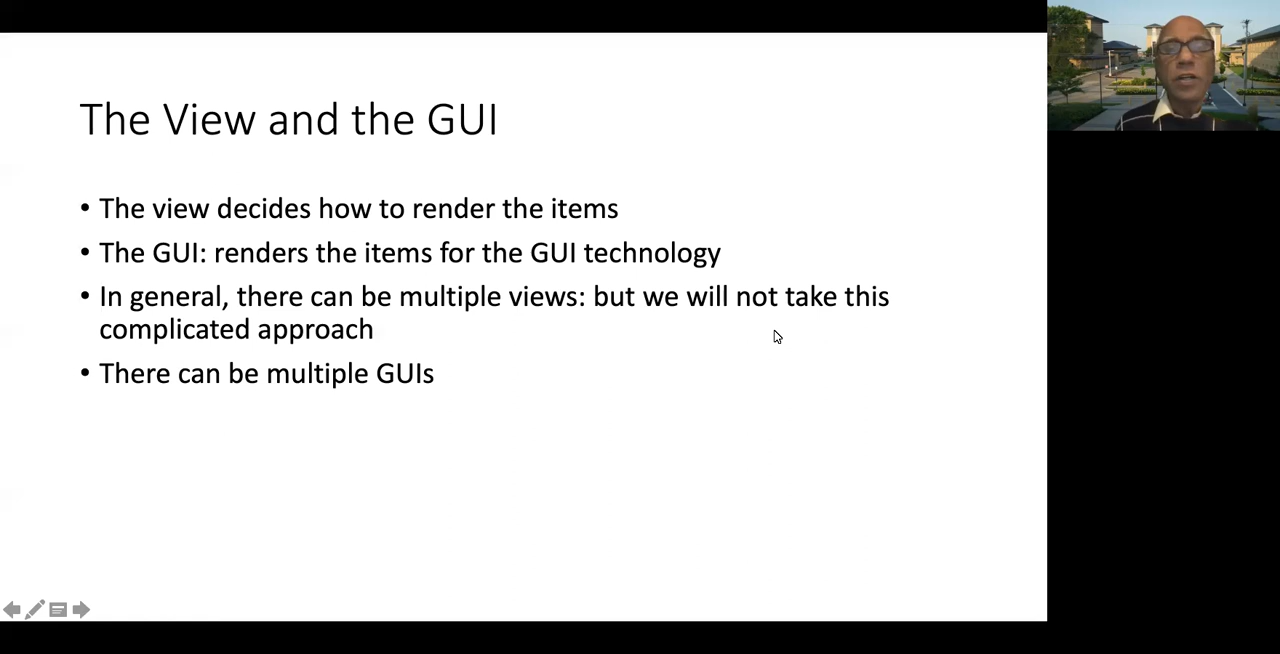 The View and the GUI
• The view decides how to render the items
• The GUI: renders the items for the GUI technology
• In general, there can be multiple views: but we will not take this
complicated approach
• There can be multiple GUIs